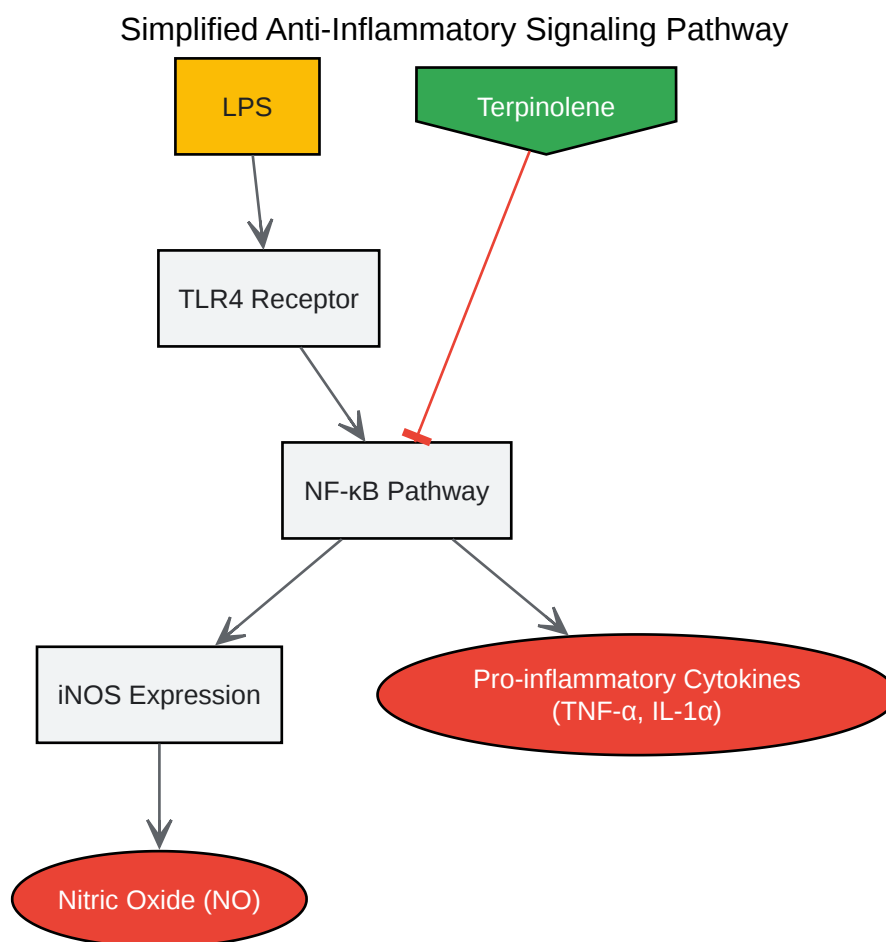 Simplified Anti-Inflammatory Signaling Pathway
LPS
Terpinolene
TLR4 Receptor
NF-κB Pathway
iNOS Expression
Pro-inflammatory Cytokines
(TNF-α, IL-1α)
Nitric Oxide (NO)